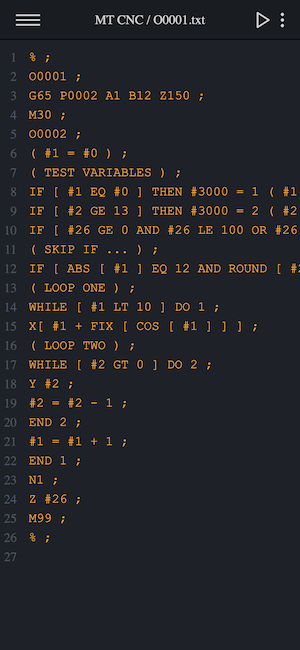 MT CNC / O0001.txt
1 % ;
2 O0001 ;
3 G65 P0002 A1 B12 Z150 ;
4 M30 ;
5 O0002 ;
6 ( #1 = #0 ) ;
7 ( TEST VARIABLES ) ;
8 IF [ #1 EQ #0 ] THEN #3000 = 1 ( #1
9 IF [ #2 GE 13 ] THEN #3000 = 2 ( #2
10 IF [ #26 GE 0 AND #26 LE 100 OR #26
11 ( SKIP IF ... ) ;
12 IF [ ABS [ #1 ] EQ 12 AND ROUND [ #2
13 ( LOOP ONE ) ;
14 WHILE [ #1 LT 10 ] DO 1 ;
15 X[ #1 + FIX [ COS [ #1 ] ] ] ;
16 ( LOOP TWO ) ;
17 WHILE [ #2 GT 0 ] DO 2 ;
18 Y #2 ;
19 #2 = #2 - 1 ;
20 END 2 ;
21 #1 = #1 + 1 ;
22 END 1 ;
23 N1 ;
24 Z #26 ;
25 M99 ;
26 % ;
27